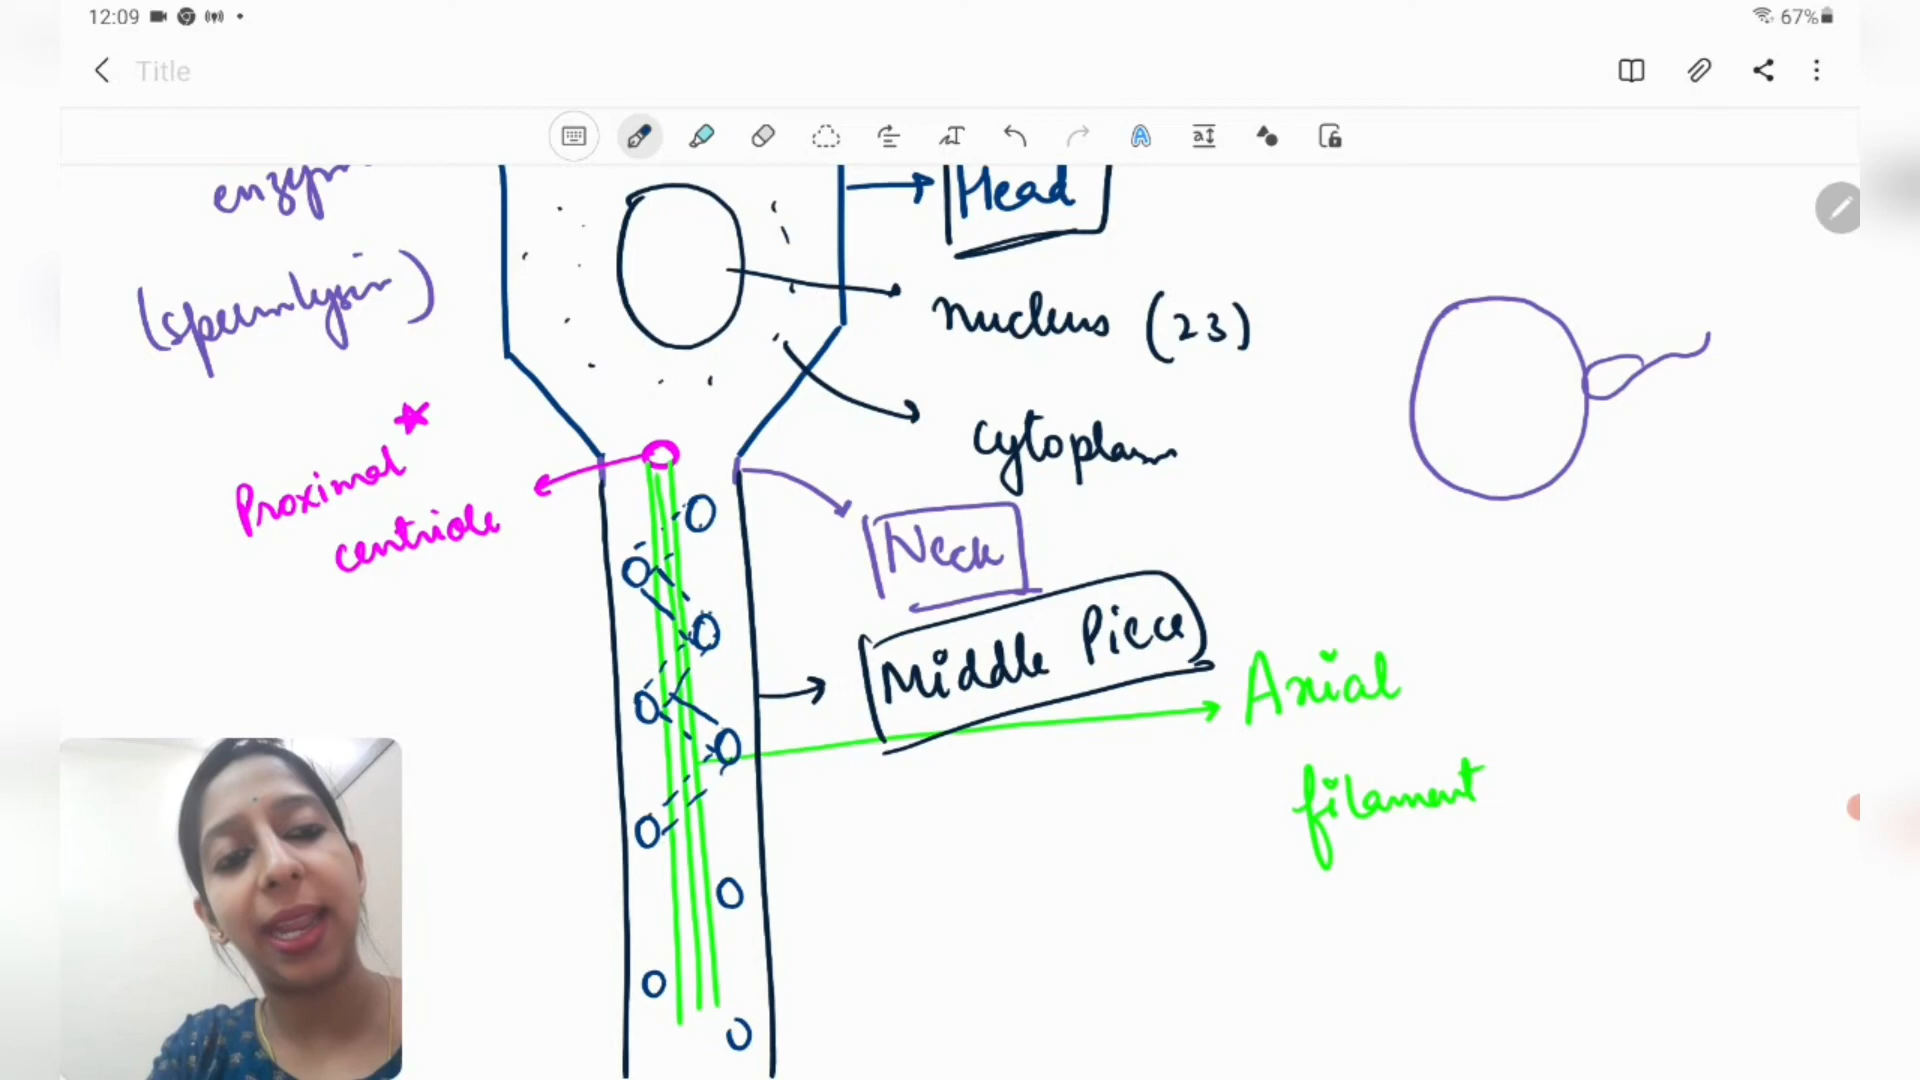 12:09
67%
Title
Head
(spermlysin)
nucleus (23)
cytoplasm
Proximal
centriole
Neck
Middle Piece
Axial
filament